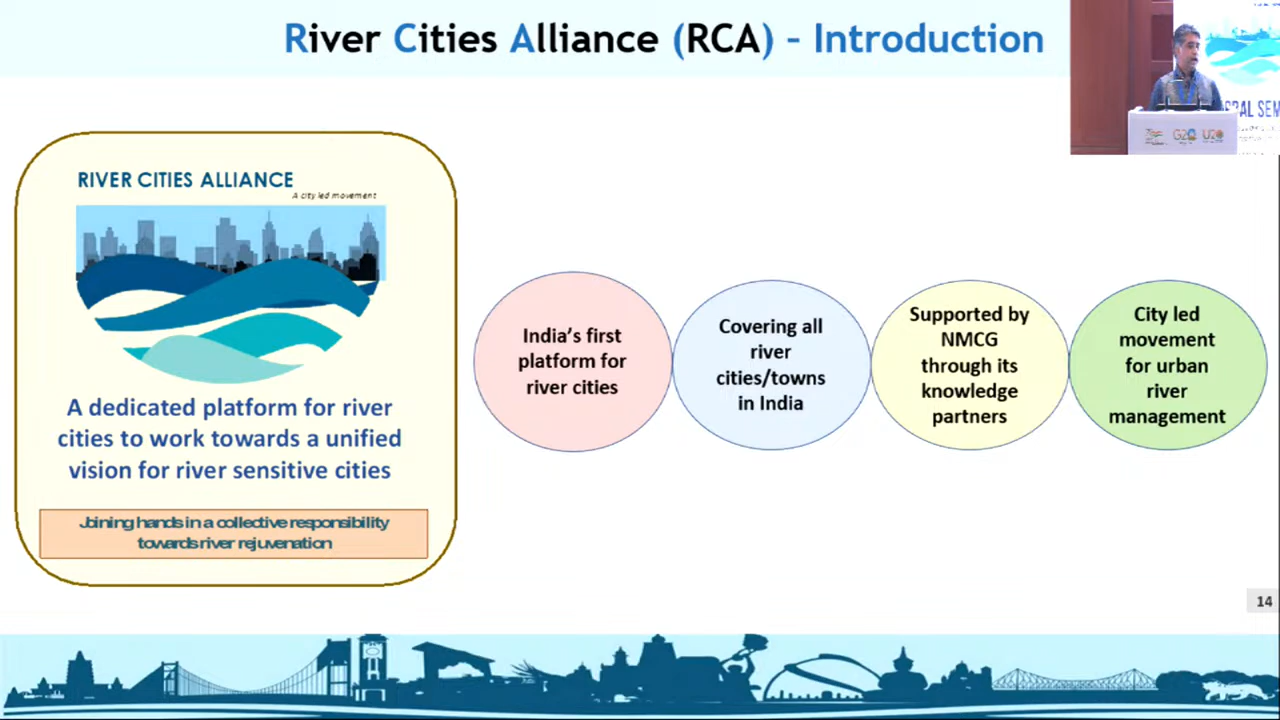 River Cities Alliance (RCA) – Introduction
G20
U20
RIVER CITIES ALLIANCE
A city led movement
A dedicated platform for river
cities to work towards a unified
vision for river sensitive cities
Joining hands in a collective responsibility
towards river rejuvenation
India's first
platform for
river cities
Covering all
river
cities/towns
in India
Supported by
NMCG
through its
knowledge
partners
City led
movement
for urban
river
management
14